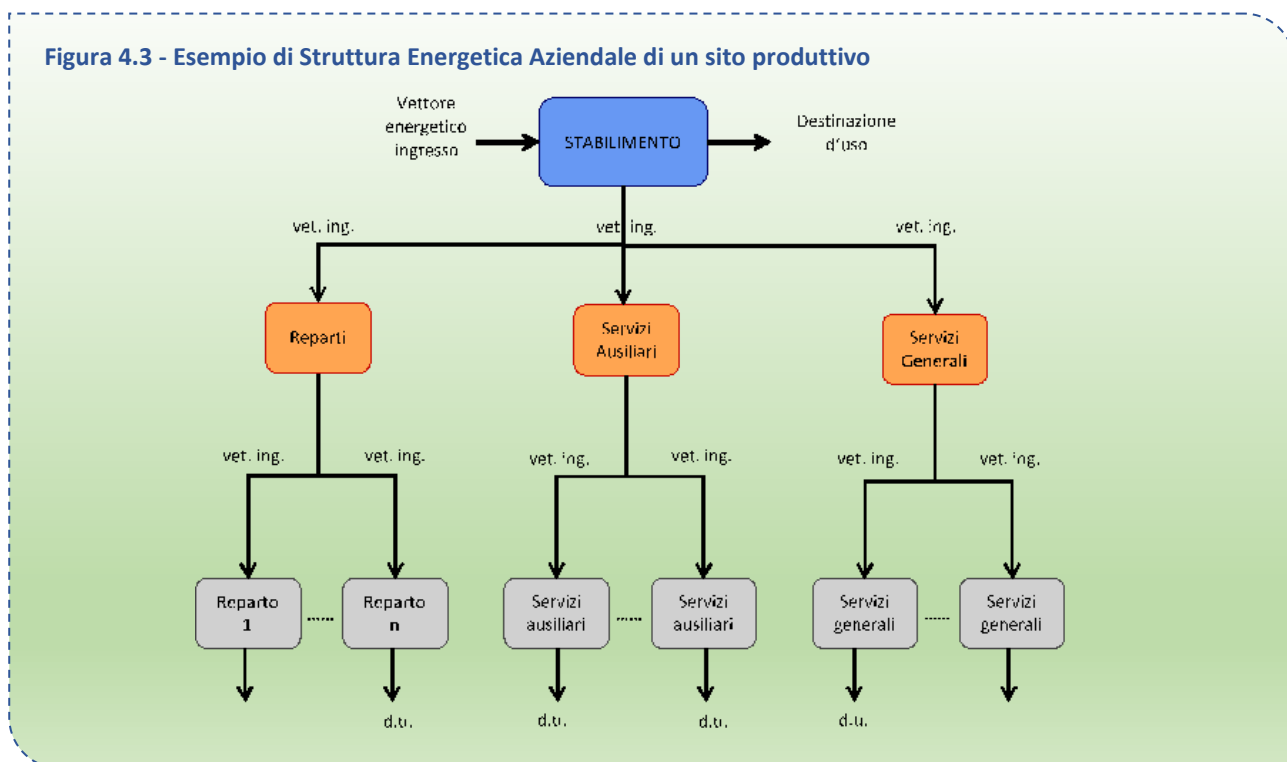 Figura 4.3 - Esempio di Struttura Energetica Aziendale di un sito produttivo
Vettore
energetico
ingresso
STABILIMENTO
Destinazione
d'uso
vet. ing.
vet. ing.
vet. ing.
Reparti
Servizi
Ausiliari
Servizi
Generali
vet. ing.
vet. ing.
vet. ing.
vet. ing.
vet. ing.
vet. ing.
Reparto
1
......
Reparto
n
Servizi
ausiliari
......
Servizi
ausiliari
Servizi
generali
......
Servizi
generali
d.u.
d.u.
d.u.
d.u.